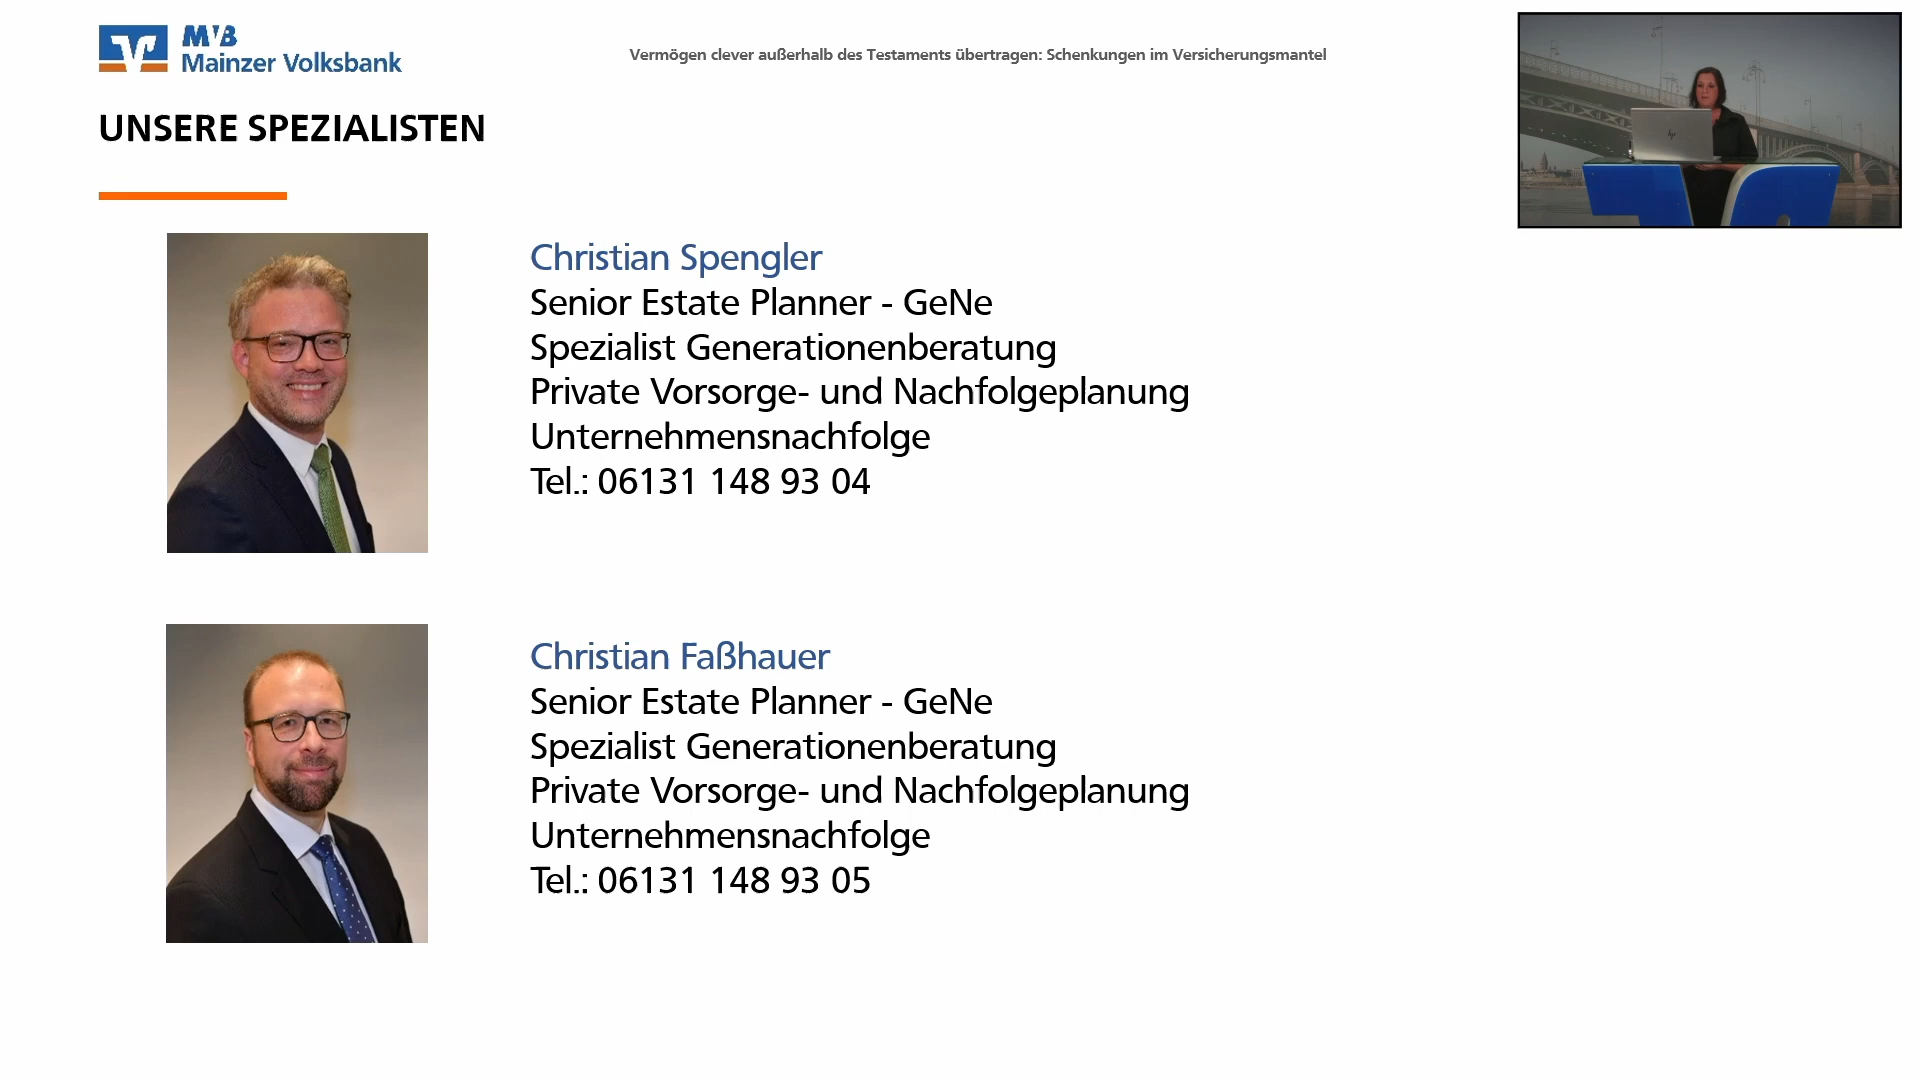 MVB
Mainzer Volksbank
Vermögen clever außerhalb des Testaments übertragen: Schenkungen im Versicherungsmantel
UNSERE SPEZIALISTEN
hp
Christian Spengler
Senior Estate Planner - GeNe
Spezialist Generationenberatung
Private Vorsorge- und Nachfolgeplanung
Unternehmensnachfolge
Tel.: 06131 148 93 04
Christian Faßhauer
Senior Estate Planner - GeNe
Spezialist Generationenberatung
Private Vorsorge- und Nachfolgeplanung
Unternehmensnachfolge
Tel.: 06131 148 93 05